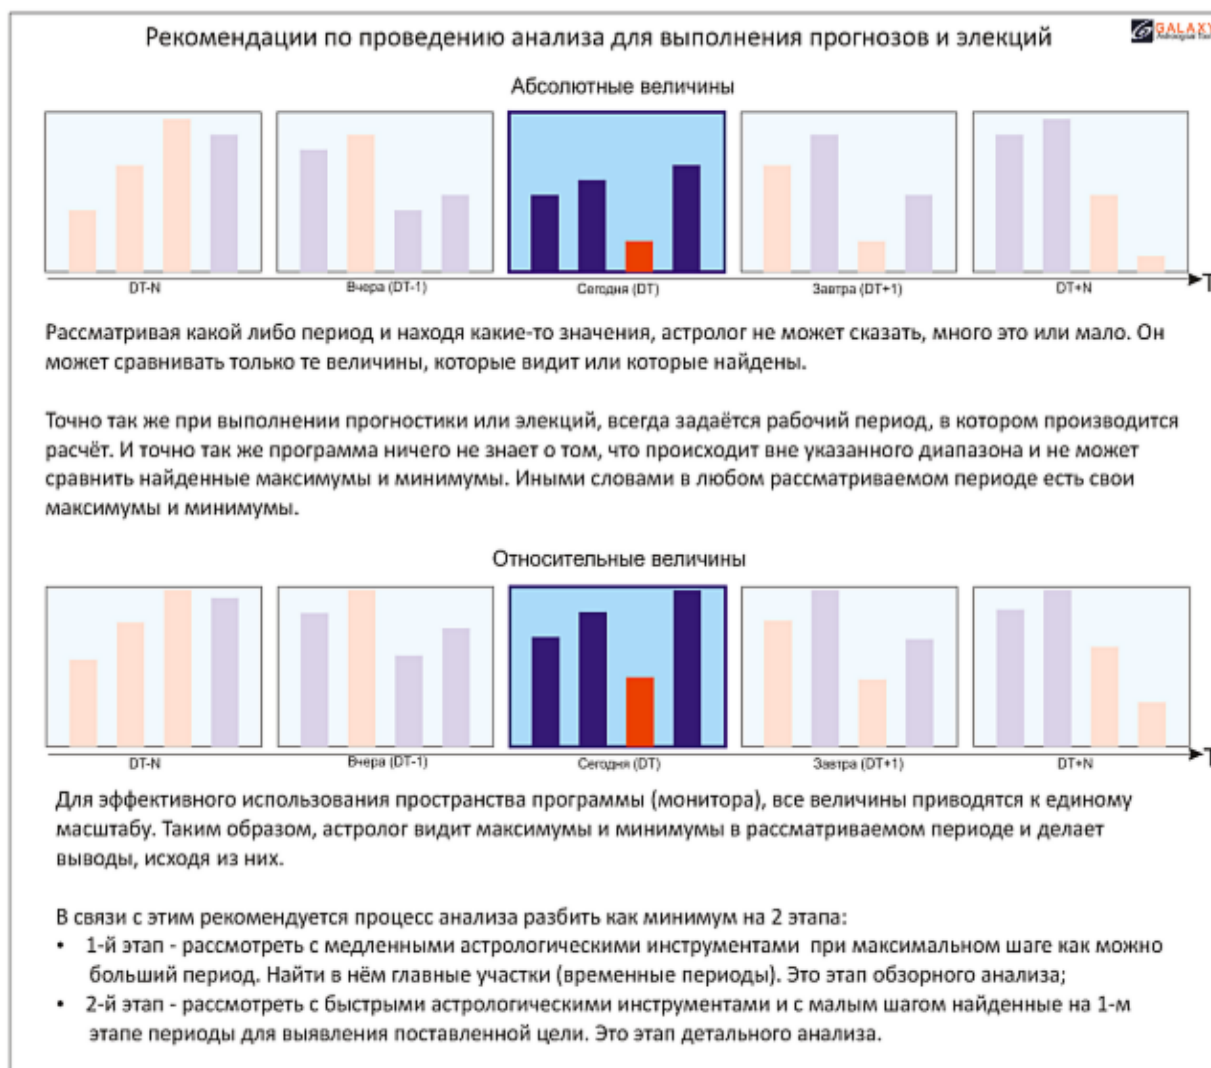 Рекомендации по проведению анализа для выполнения прогнозов и элекций
GALAXY
Абсолютные величины
DT-N
Вчера (DT-1)
Сегодня (DT)
Завтра (DT+1)
DT+N
T
Рассматривая какой либо период и находя какие-то значения, астролог не может сказать, много это или мало. Он
может сравнивать только те величины, которые видит или которые найдены.
Точно так же при выполнении прогностики или элекций, всегда задаётся рабочий период, в котором производится
расчёт. И точно так же программа ничего не знает о том, что происходит вне указанного диапазона и не может
сравнить найденные максимумы и минимумы. Иными словами в любом рассматриваемом периоде есть свои
максимумы и минимумы.
Относительные величины
DT-N
Вчера (DT-1)
Сегодня (DT)
Завтра (DT+1)
DT+N
T
Для эффективного использования пространства программы (монитора), все величины приводятся к единому
масштабу. Таким образом, астролог видит максимумы и минимумы в рассматриваемом периоде и делает
выводы, исходя из них.
В связи с этим рекомендуется процесс анализа разбить как минимум на 2 этапа:
• 1-й этап - рассмотреть с медленными астрологическими инструментами при максимальном шаге как можно
больший период. Найти в нём главные участки (временные периоды). Это этап обзорного анализа;
• 2-й этап - рассмотреть с быстрыми астрологическими инструментами и с малым шагом найденные на 1-м
этапе периоды для выявления поставленной цели. Это этап детального анализа.